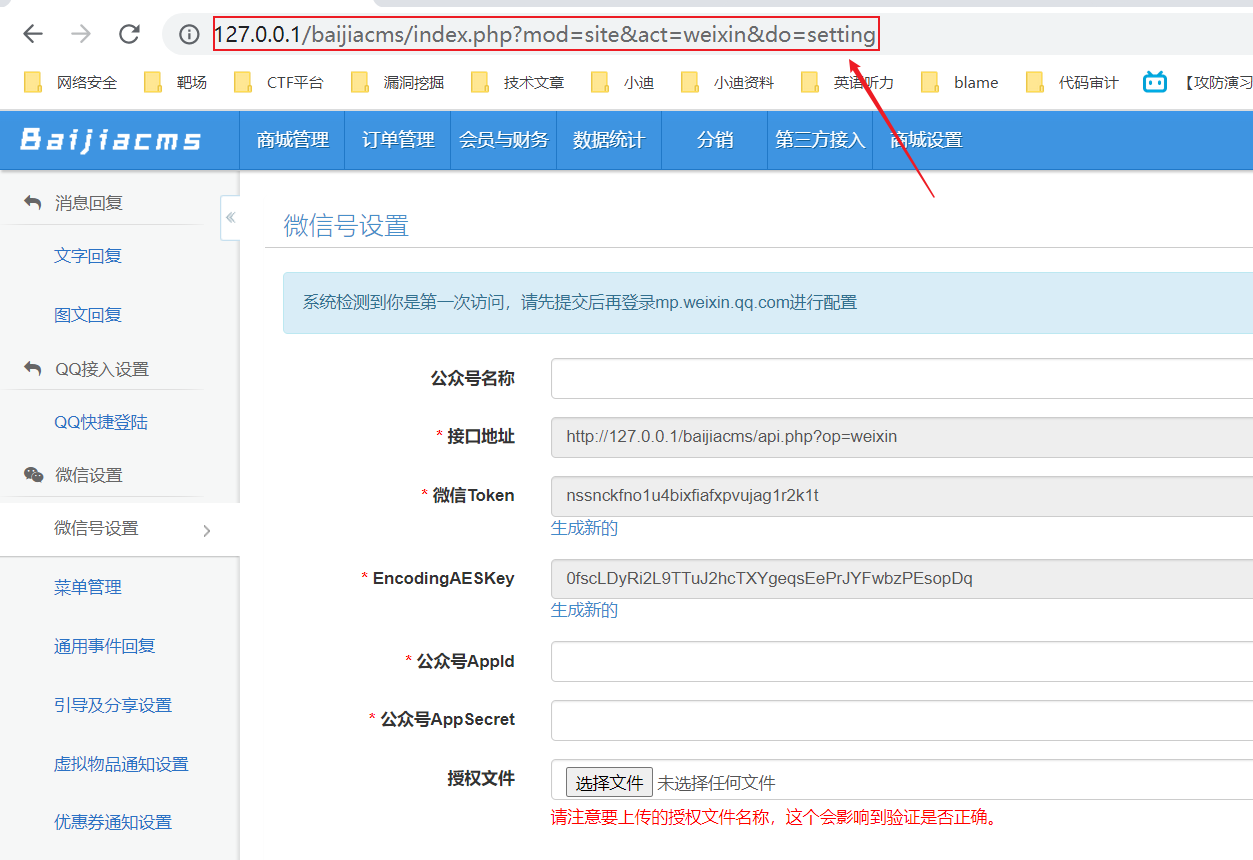 127.0.0.1/baijiacms/index.php?mod=site&act=weixin&do=setting
网络安全 靶场 CTF平台 漏洞挖掘 技术文章 小迪 小迪资料 英语听力 blame 代码审计 【攻防演习
Baijiacms 商城管理 订单管理 会员与财务 数据统计 分销 第三方接入 商城设置
消息回复
文字回复
图文回复
QQ接入设置
QQ快捷登陆
微信设置
微信号设置
菜单管理
通用事件回复
引导及分享设置
虚拟物品通知设置
优惠券通知设置
«
微信号设置
系统检测到你是第一次访问，请先提交后再登录mp.weixin.qq.com进行配置
公众号名称
* 接口地址 http://127.0.0.1/baijiacms/api.php?op=weixin
* 微信Token nssnckfno1u4bixfiafxpvujag1r2k1t
生成新的
* EncodingAESKey 0fscLDyRi2L9TTuJ2hcTXYgeqsEePrJYFwbzPEsopDq
生成新的
* 公众号AppId
* 公众号AppSecret
授权文件 选择文件 未选择任何文件
请注意要上传的授权文件名称，这个会影响到验证是否正确。